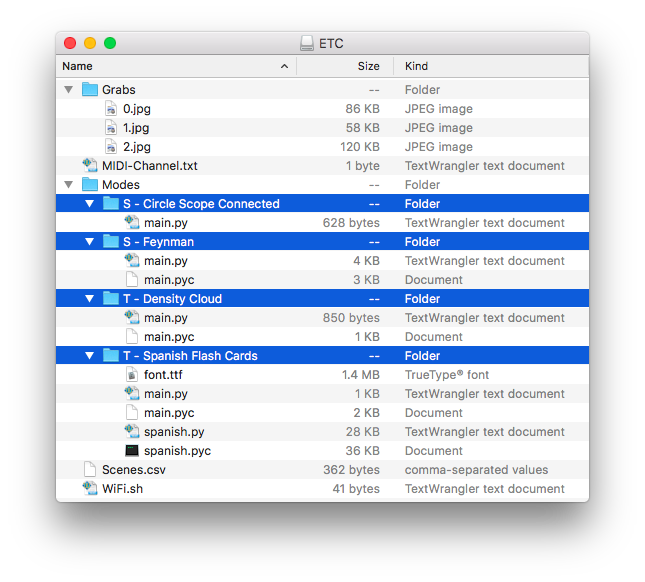 ETC
Name Size Kind
Grabs -- Folder
0.jpg 86 KB JPEG image
1.jpg 58 KB JPEG image
2.jpg 120 KB JPEG image
MIDI-Channel.txt 1 byte TextWrangler text document
Modes -- Folder
S - Circle Scope Connected -- Folder
main.py 628 bytes TextWrangler text document
S - Feynman -- Folder
main.py 4 KB TextWrangler text document
main.pyc 3 KB Document
T - Density Cloud -- Folder
main.py 850 bytes TextWrangler text document
main.pyc 1 KB Document
T - Spanish Flash Cards -- Folder
font.ttf 1.4 MB TrueType® font
main.py 1 KB TextWrangler text document
main.pyc 2 KB Document
spanish.py 28 KB TextWrangler text document
spanish.pyc 36 KB Document
Scenes.csv 362 bytes comma-separated values
WiFi.sh 41 bytes TextWrangler text document